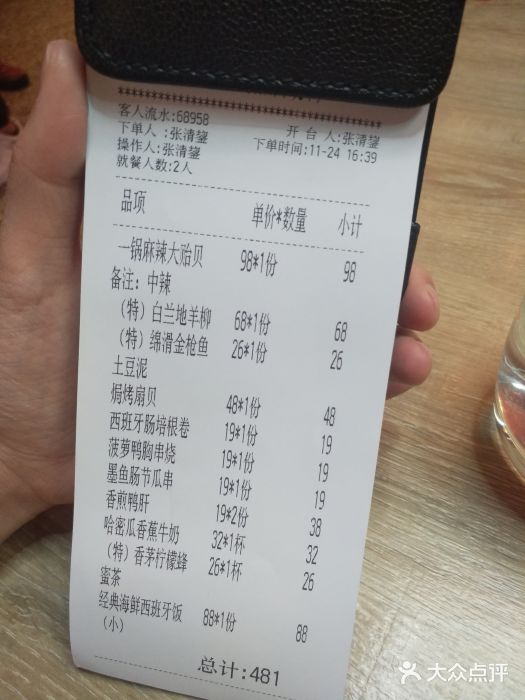 ************************************
客人流水:68958
下单人 :张清鋆 开台人:张清鋆
操作人:张清鋆 下单时间:11-24 16:39
就餐人数:2人
品项 单价*数量 小计
一锅麻辣大贻贝 98*1份 98
备注: 中辣
(特)白兰地羊柳 68*1份 68
(特)绵滑金枪鱼 26*1份 26
土豆泥
焗烤扇贝 48*1份 48
西班牙肠培根卷 19*1份 19
菠萝鸭胸串烧 19*1份 19
墨鱼肠节瓜串 19*1份 19
香煎鸭肝 19*2份 38
哈密瓜香蕉牛奶 32*1杯 32
(特)香茅柠檬蜂 26*1杯 26
蜜茶
经典海鲜西班牙饭 88*1份 88
(小)
总计:481
大众点评